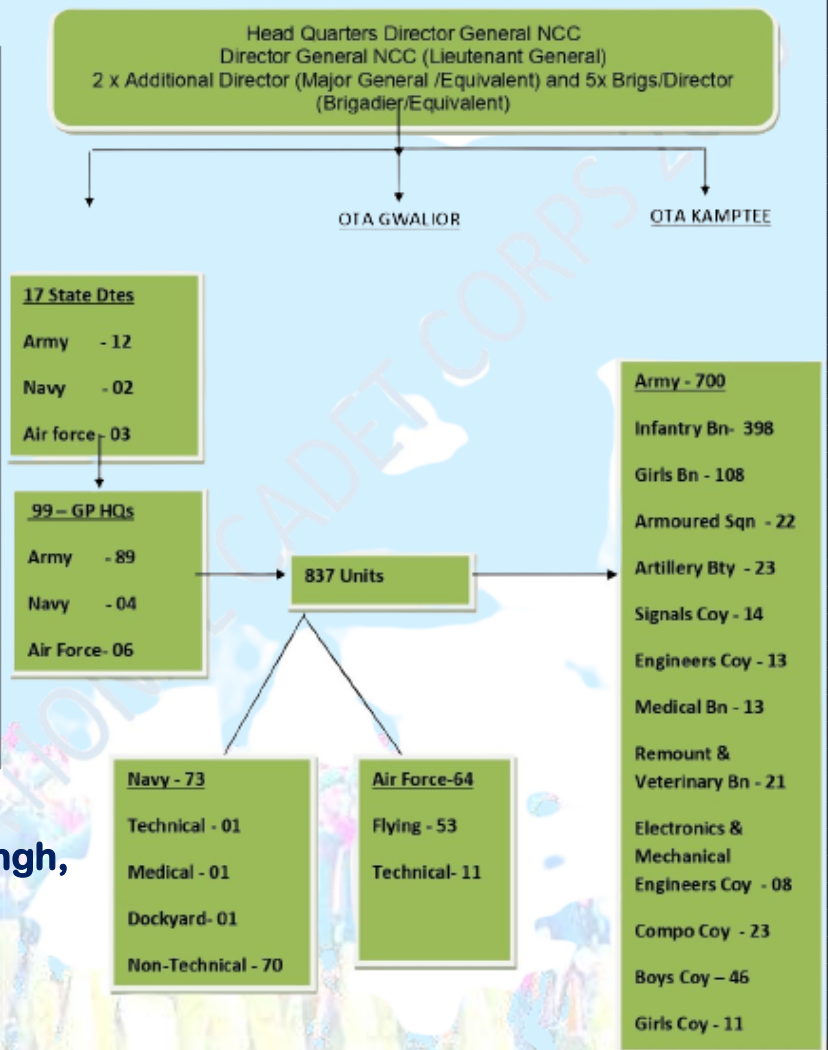 Head Quarters Director General NCC
Director General NCC (Lieutenant General)
2 x Additional Director (Major General /Equivalent) and 5x Brigs/Director
(Brigadier/Equivalent)
OTA GWALIOR
OTA KAMPTEE
17 State Dtes
Army - 12
Navy - 02
Air force - 03
99 – GP HQs
Army - 89
Navy - 04
Air Force- 06
837 Units
Army - 700
Infantry Bn- 398
Girls Bn - 108
Armoured Sqn - 22
Artillery Bty - 23
Signals Coy - 14
Engineers Coy - 13
Medical Bn - 13
Remount &
Veterinary Bn - 21
Electronics &
Mechanical
Engineers Coy - 08
Compo Coy - 23
Boys Coy – 46
Girls Coy - 11
Navy - 73
Technical - 01
Medical - 01
Dockyard- 01
Non-Technical - 70
Air Force-64
Flying - 53
Technical- 11
ngh,
CADET CORPS